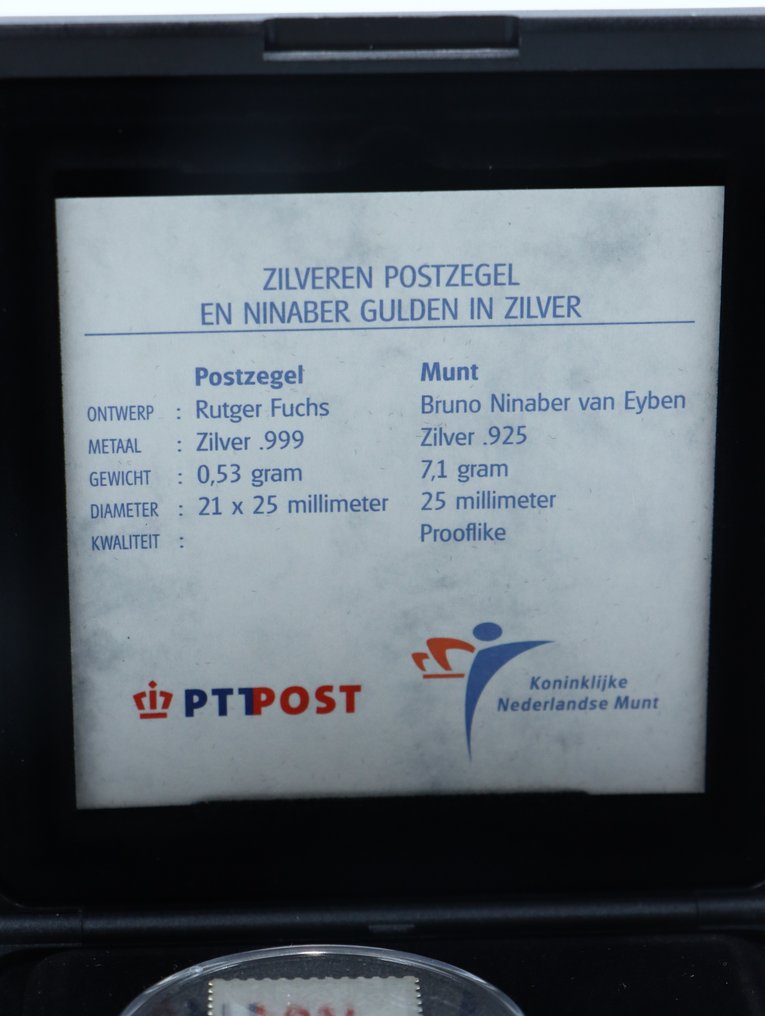 ZILVEREN POSTZEGEL
EN NINABER GULDEN IN ZILVER
Postzegel Munt
ONTWERP : Rutger Fuchs Bruno Ninaber van Eyben
METAAL : Zilver .999 Zilver .925
GEWICHT : 0,53 gram 7,1 gram
DIAMETER : 21 x 25 millimeter 25 millimeter
KWALITEIT : Prooflike
PTT POST
Koninklijke
Nederlandse Munt